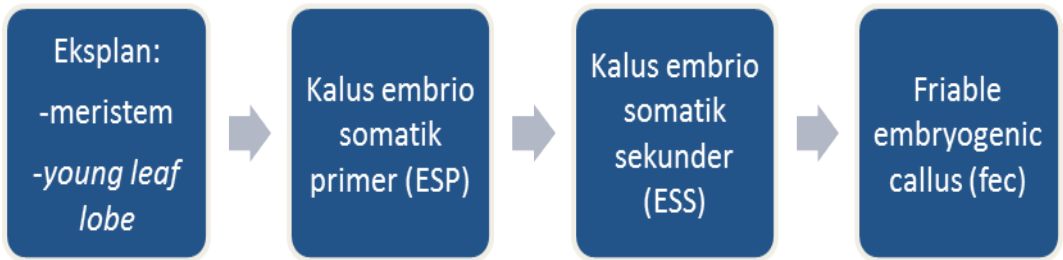 Eksplan:
-meristem
-young leaf
lobe
Kalus embrio
somatik
primer (ESP)
Kalus embrio
somatik
sekunder
(ESS)
Friable
embryogenic
callus (fec)